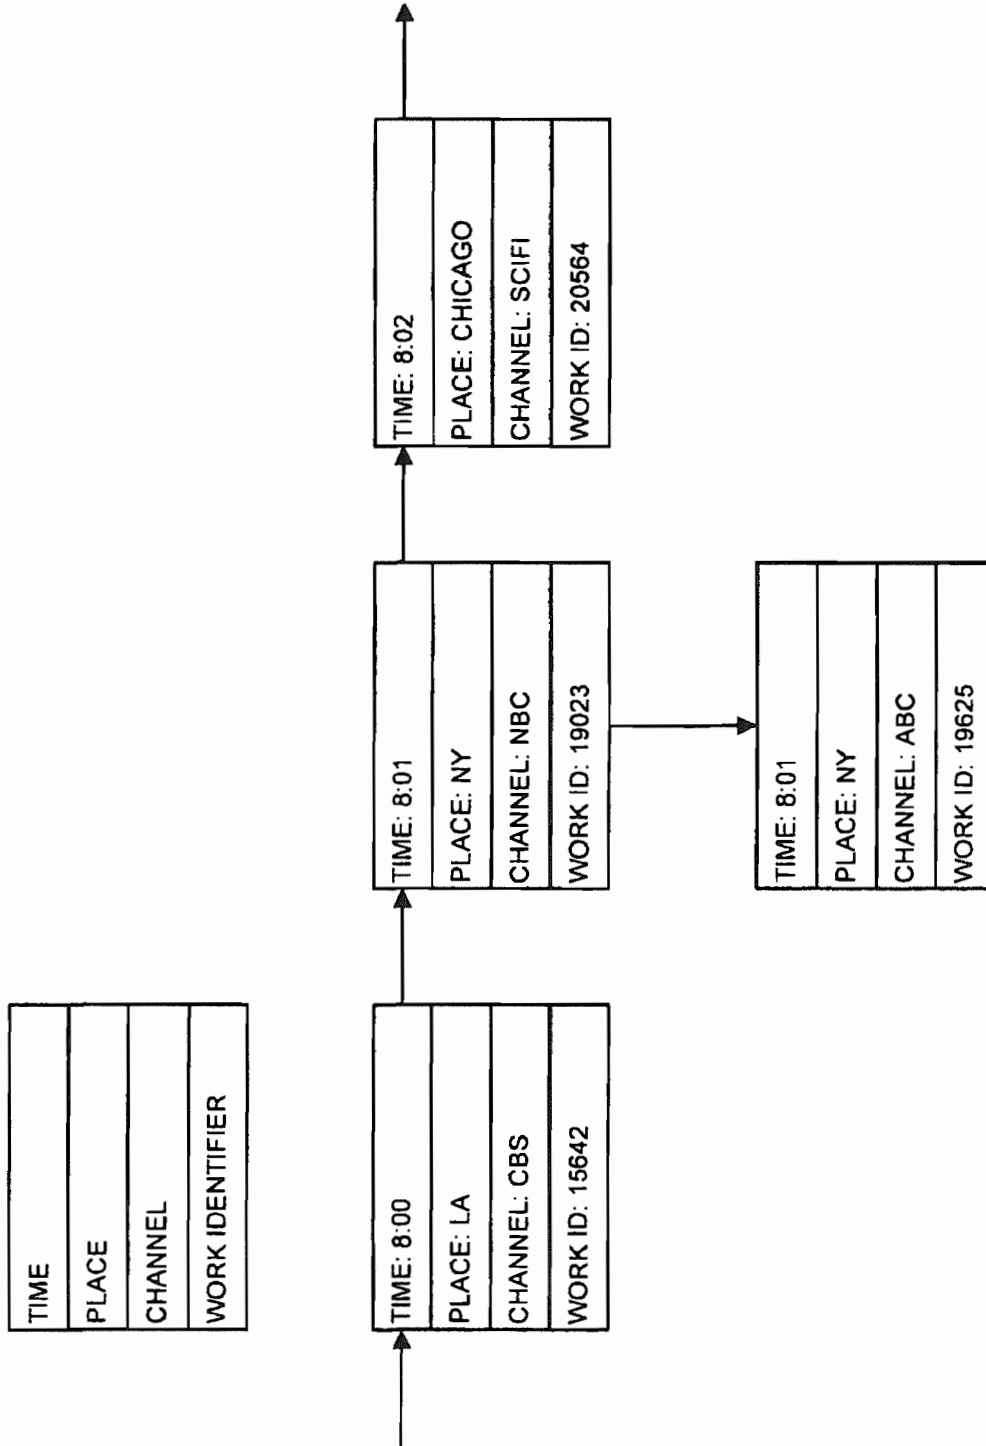 TIME
PLACE
CHANNEL
WORK IDENTIFIER
TIME: 8:00
PLACE: LA
CHANNEL: CBS
WORK ID: 15642
TIME: 8:01
PLACE: NY
CHANNEL: NBC
WORK ID: 19023
TIME: 8:02
PLACE: CHICAGO
CHANNEL: SCIFI
WORK ID: 20564
TIME: 8:01
PLACE: NY
CHANNEL: ABC
WORK ID: 19625